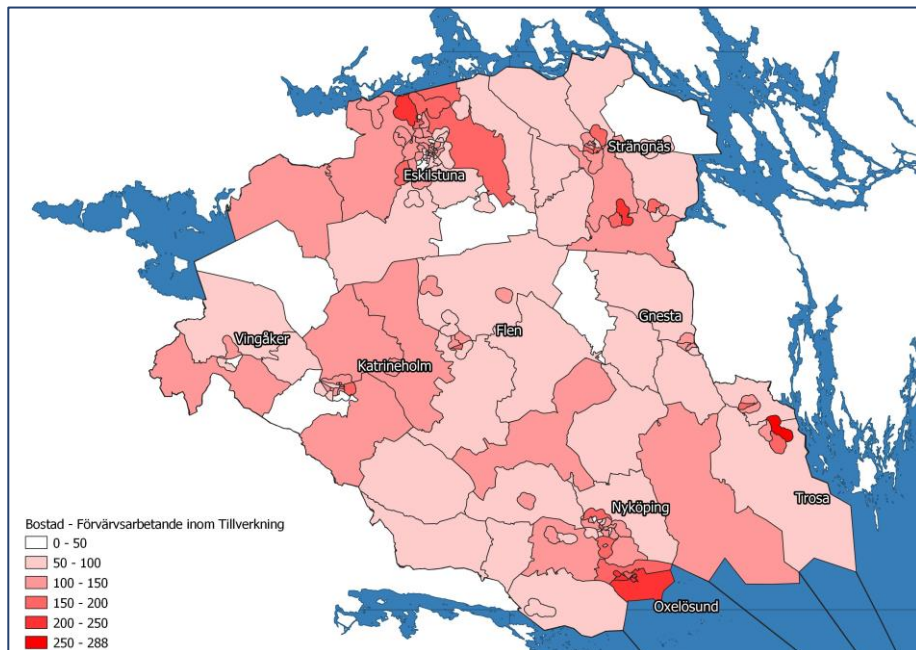 Strängnäs
Eskilstuna
Gnesta
Flen
Vingåker
Katrineholm
Trosa
Nyköping
Oxelösund
Bostad - Förvärvsarbetande inom Tillverkning
0 - 50
50 - 100
100 - 150
150 - 200
200 - 250
250 - 288